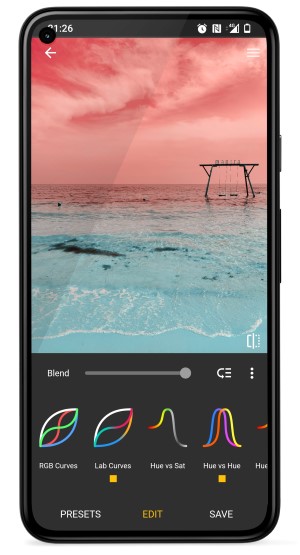 21:26
Blend
RGB Curves
Lab Curves
Hue vs Sat
Hue vs Hue
Hue
PRESETS
EDIT
SAVE